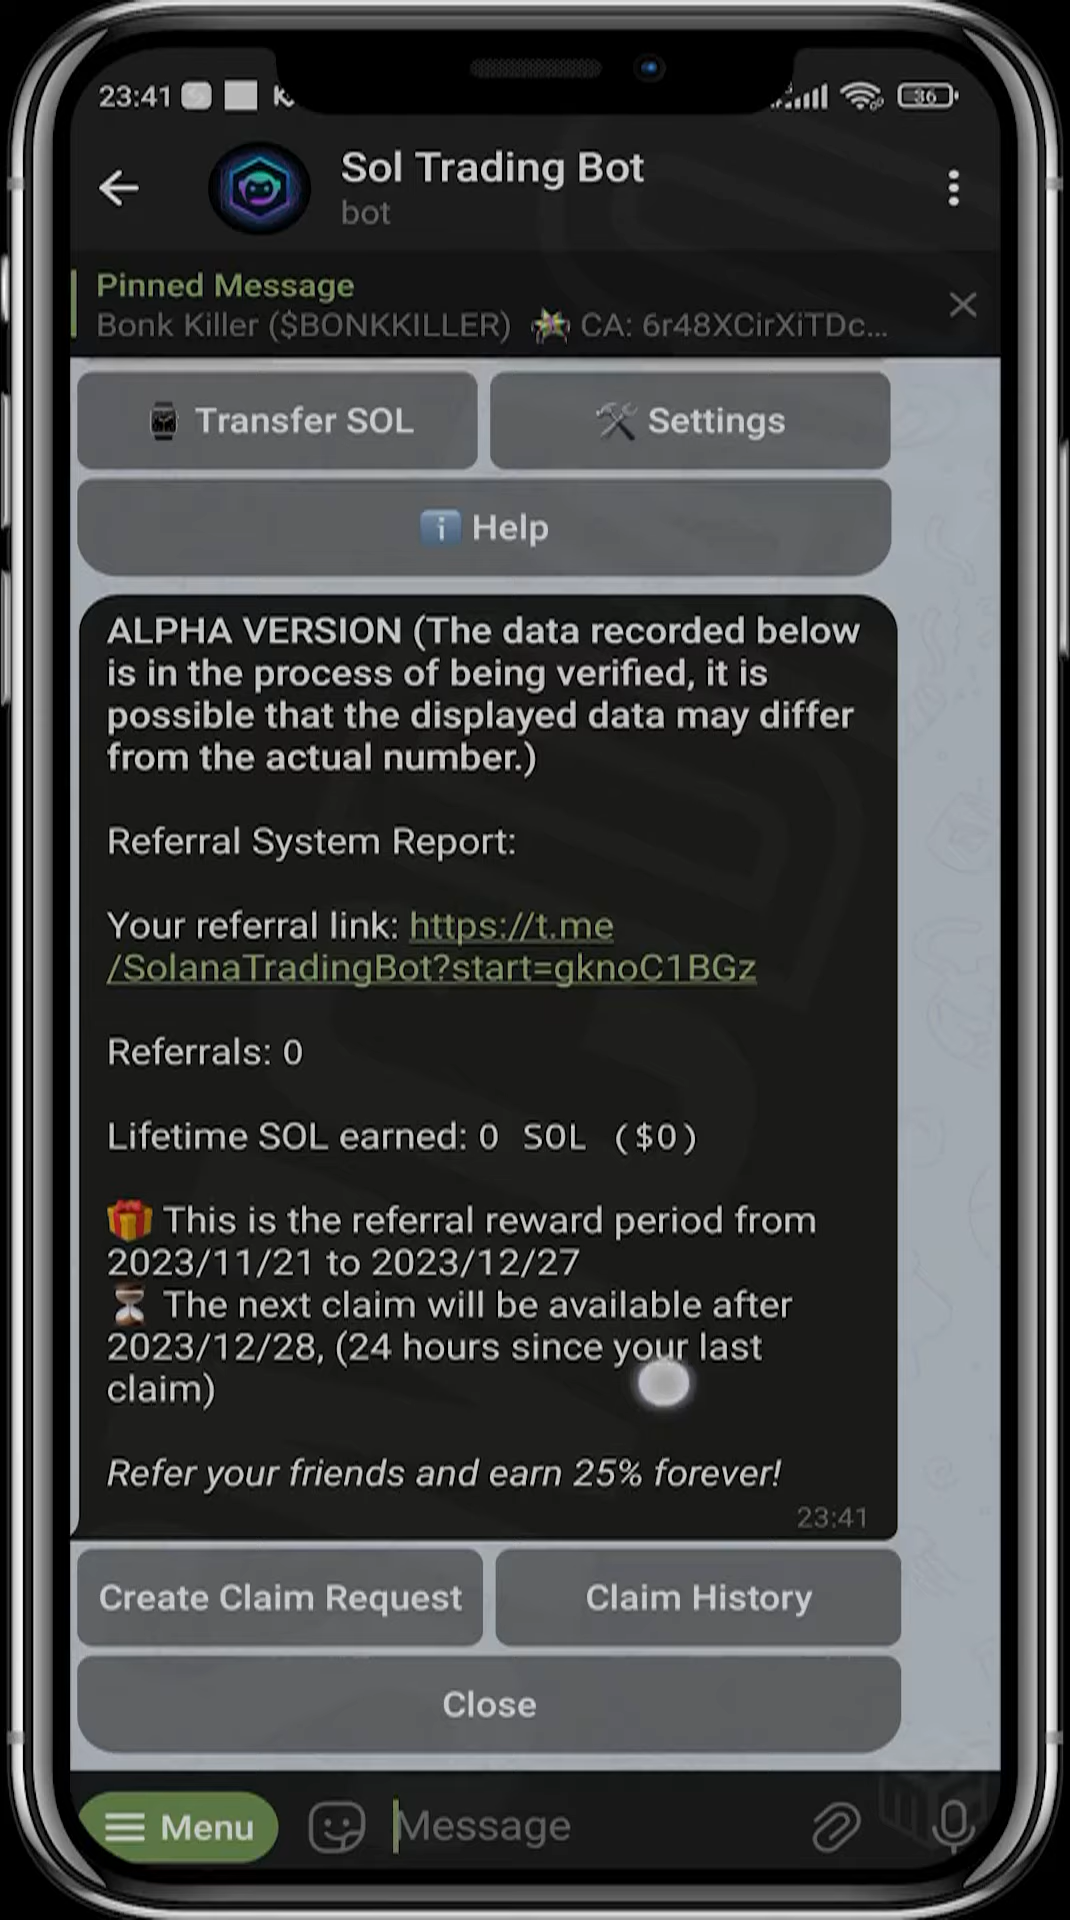 23:41
36
Sol Trading Bot
bot
Pinned Message
Bonk Killer ($BONKKILLER) CA: 6r48XCirXiTDc...
Transfer SOL
Settings
Help
ALPHA VERSION (The data recorded below
is in the process of being verified, it is
possible that the displayed data may differ
from the actual number.)
Referral System Report:
Your referral link: https://t.me
/SolanaTradingBot?start=gknoC1BGz
Referrals: 0
Lifetime SOL earned: 0 SOL ($0)
This is the referral reward period from
2023/11/21 to 2023/12/27
The next claim will be available after
2023/12/28, (24 hours since your last
claim)
Refer your friends and earn 25% forever!
23:41
Create Claim Request
Claim History
Close
Menu
Message